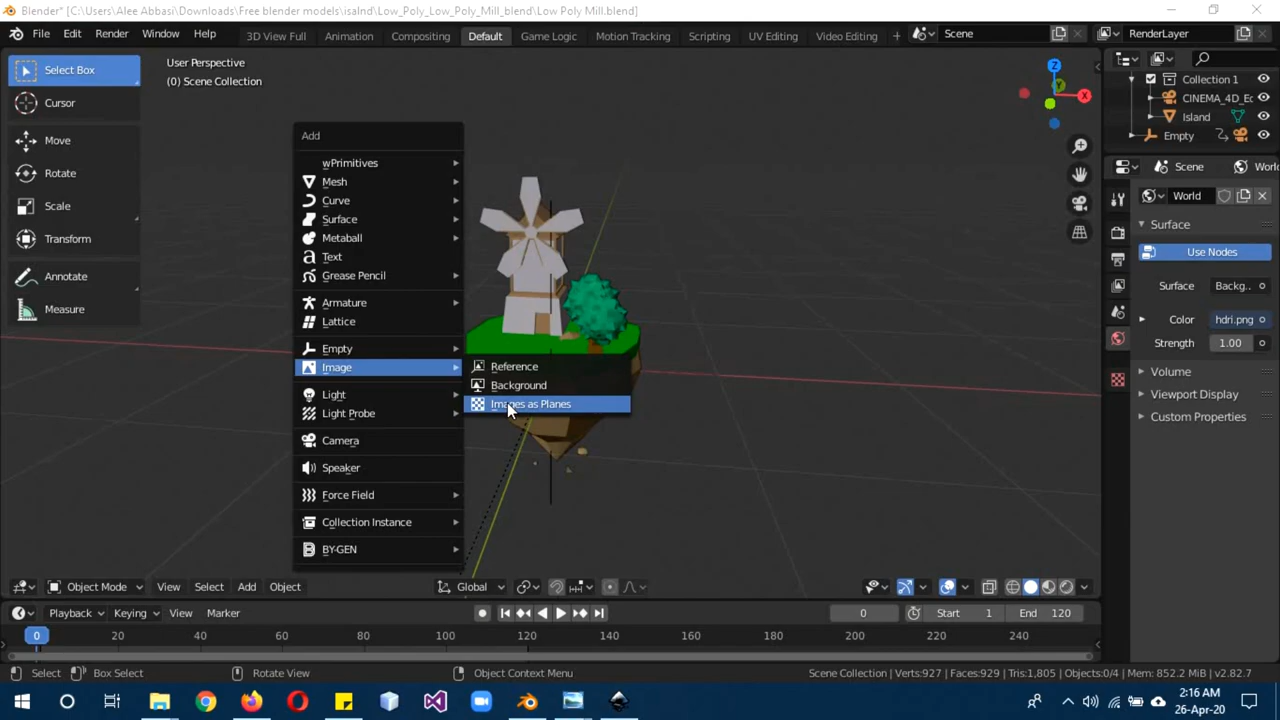 Blender* [C:\Users\Alee Abbasi\Downloads\Free blender models\isalnd\Low_Poly_Low_Poly_Mill_blend\Low Poly Mill.blend]
File Edit Render Window Help
3D View Full Animation Compositing Default Game Logic Motion Tracking Scripting UV Editing Video Editing + Scene RenderLayer
Select Box
Cursor
Move
Rotate
Scale
Transform
Annotate
Measure
User Perspective
(0) Scene Collection
Add
wPrimitives
Mesh
Curve
Surface
Metaball
Text
Grease Pencil
Armature
Lattice
Empty
Image
Light
Light Probe
Camera
Speaker
Force Field
Collection Instance
BY-GEN
Reference
Background
Images as Planes
Z
Y
X
Collection 1
CINEMA_4D_Ec
Island
Empty
Scene Worl
World
Surface
Use Nodes
Surface Backg..
Color hdri.png
Strength 1.00
Volume
Viewport Display
Custom Properties
Object Mode View Select Add Object Global
Playback Keying View Marker 0 Start 1 End 120
0 20 40 60 80 100 120 140 160 180 200 220 240
Select Box Select Rotate View Object Context Menu Scene Collection | Verts:927 | Faces:929 | Tris:1,805 | Objects:0/4 | Mem: 852.2 MiB | v2.82.7
2:16 AM
26-Apr-20